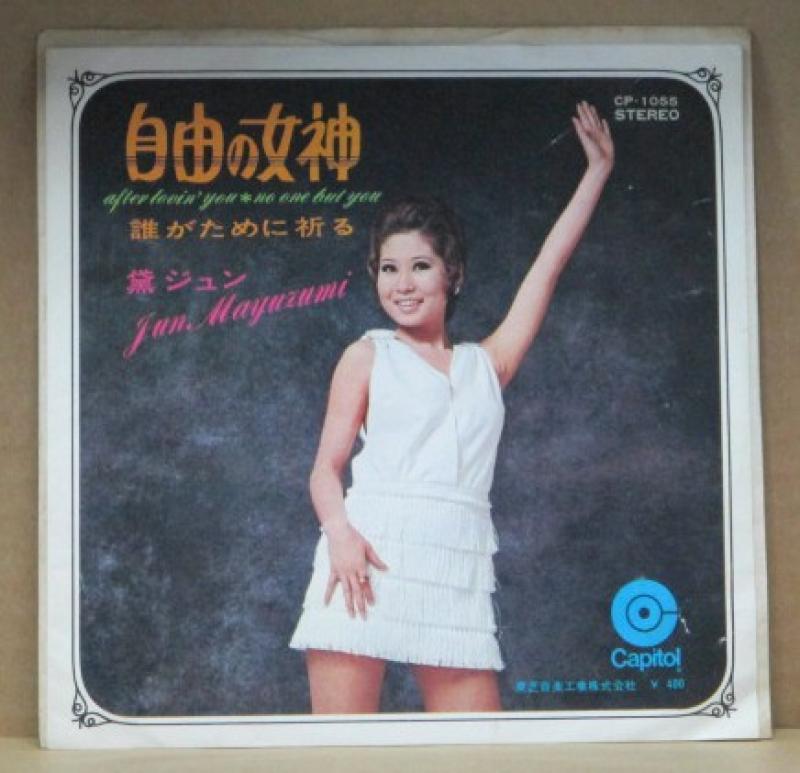 自由の女神
after lovin' you * no one but you
誰がために祈る
黛ジュン
Jun Mayuzumi
CP-1055
STEREO
Capitol
東芝音楽工業株式会社 ¥ 400